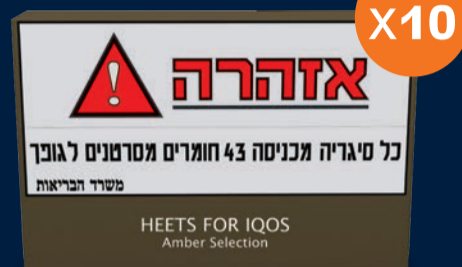 X10
אזהרה
כל סיגריה מכניסה 43 חומרים מסרטנים לגופך
משרד הבריאות
HEETS FOR IQOS
Amber Selection